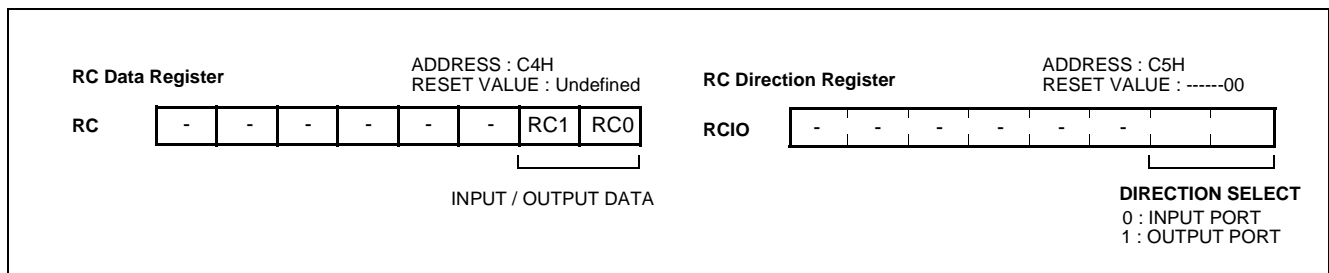 RC Data Register
ADDRESS : C4H
RESET VALUE : Undefined
RC - - - - - - RC1 RC0
INPUT / OUTPUT DATA
RC Direction Register
ADDRESS : C5H
RESET VALUE : ------00
RCIO - - - - - -
DIRECTION SELECT
0 : INPUT PORT
1 : OUTPUT PORT